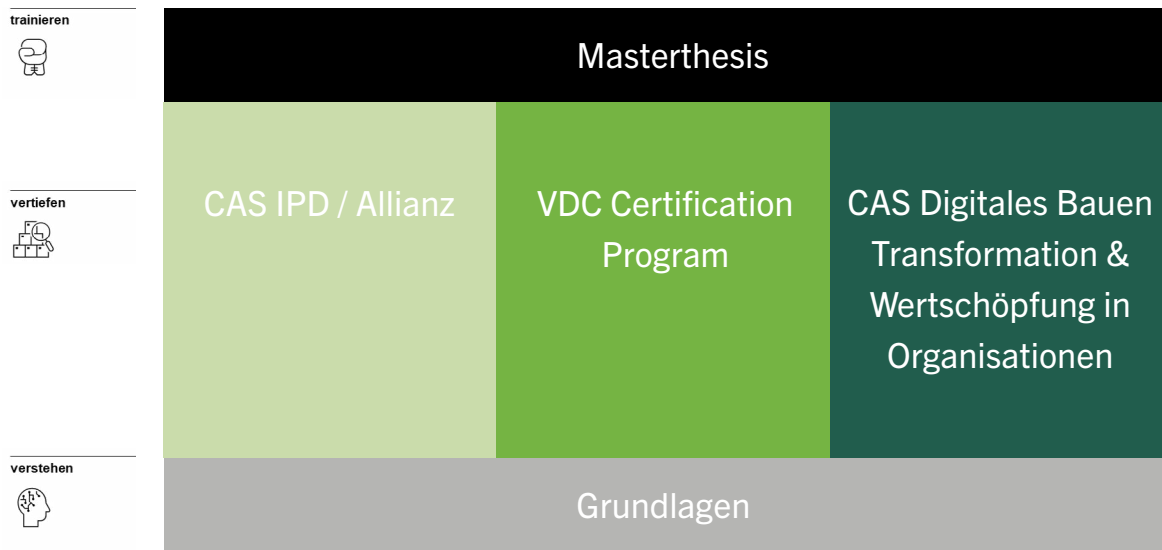 trainieren
Masterthesis
vertiefen
CAS IPD / Allianz
VDC Certification
Program
CAS Digitales Bauen
Transformation &
Wertschöpfung in
Organisationen
verstehen
Grundlagen